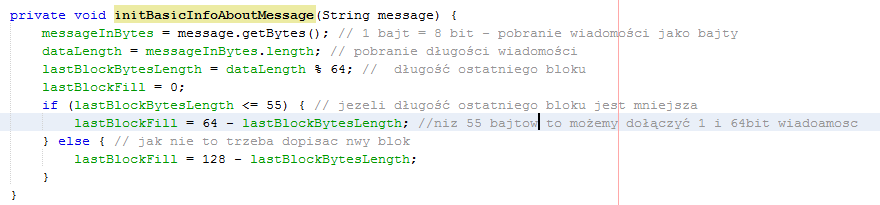 private void initBasicInfoAboutMessage(String message) {
messageInBytes = message.getBytes(); // 1 bajt = 8 bit - pobranie wiadomości jako bajty
dataLength = messageInBytes.length; // pobranie długości wiadomości
lastBlockBytesLength = dataLength % 64; //  długość ostatniego bloku
lastBlockFill = 0;
if (lastBlockBytesLength <= 55) { // jezeli długość ostatniego bloku jest mniejsza
lastBlockFill = 64 - lastBlockBytesLength; //niz 55 bajtow to możemy dołączyć 1 i 64bit wiadoamosc
} else { // jak nie to trzeba dopisac nwy blok
lastBlockFill = 128 - lastBlockBytesLength;
}
}